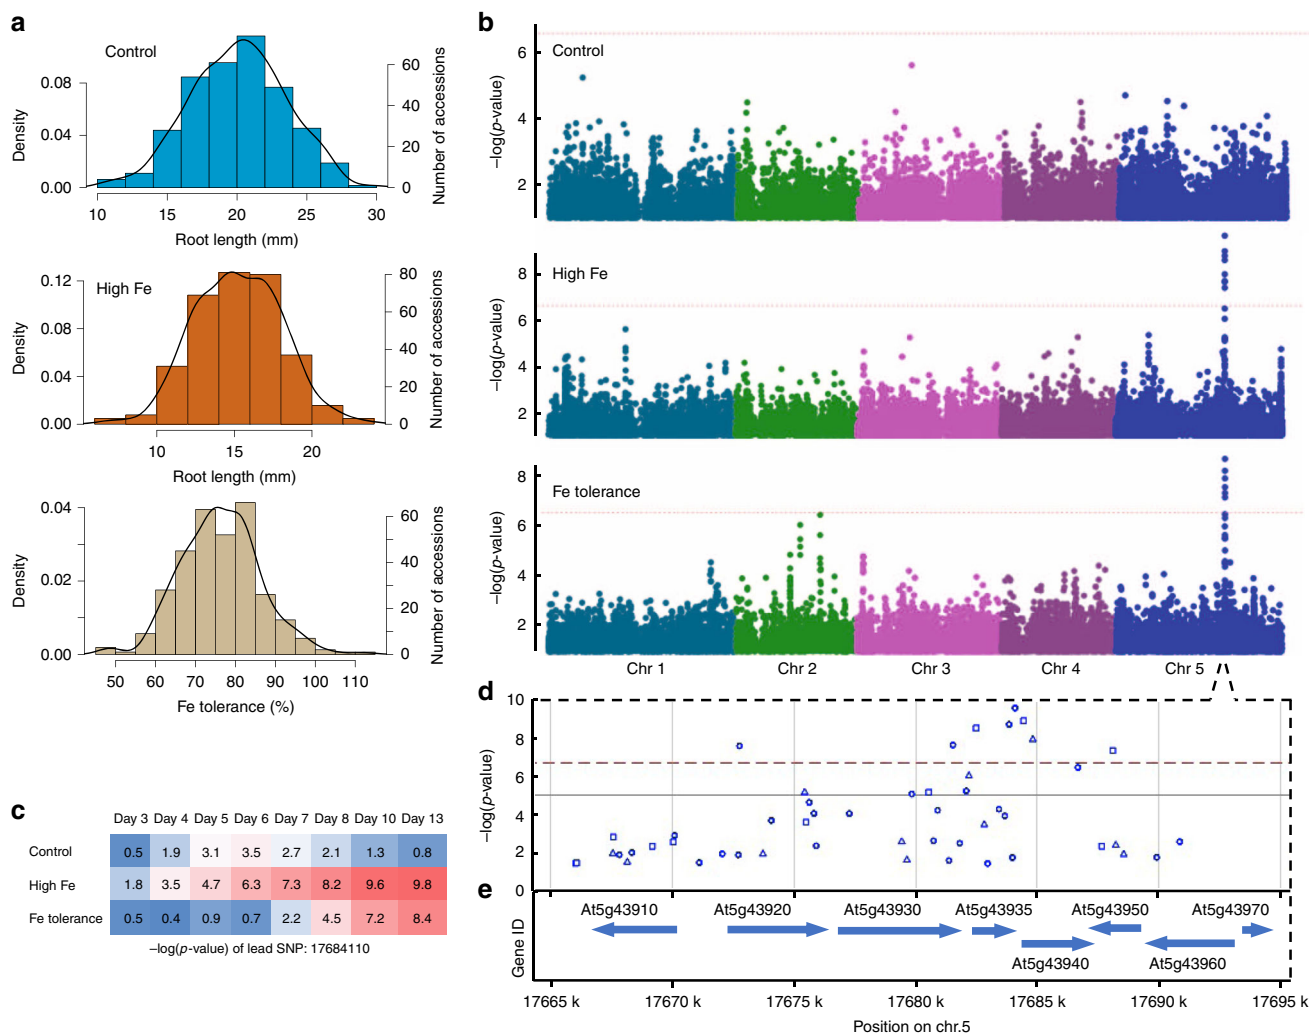 a
Control
Density
0.08
0.04
0.00
60
40
20
0
Number of accessions
10 15 20 25 30
Root length (mm)
High Fe
Density
0.12
0.08
0.04
0.00
80
60
40
20
0
Number of accessions
10 15 20
Root length (mm)
Density
0.04
0.02
0.00
60
40
20
0
Number of accessions
50 60 70 80 90 100 110
Fe tolerance (%)
b
Control
–log(p-value)
6
4
2
High Fe
–log(p-value)
8
6
4
2
Fe tolerance
–log(p-value)
8
6
4
2
Chr 1 Chr 2 Chr 3 Chr 4 Chr 5
c
Day 3 Day 4 Day 5 Day 6 Day 7 Day 8 Day 10 Day 13
Control 0.5 1.9 3.1 3.5 2.7 2.1 1.3 0.8
High Fe 1.8 3.5 4.7 6.3 7.3 8.2 9.6 9.8
Fe tolerance 0.5 0.4 0.9 0.7 2.2 4.5 7.2 8.4
–log(p-value) of lead SNP: 17684110
d
–log(p-value)
10
8
6
4
2
0
e
Gene ID
At5g43910 At5g43920 At5g43930 At5g43935 At5g43950 At5g43970
At5g43940 At5g43960
17665 k 17670 k 17675 k 17680 k 17685 k 17690 k 17695 k
Position on chr.5